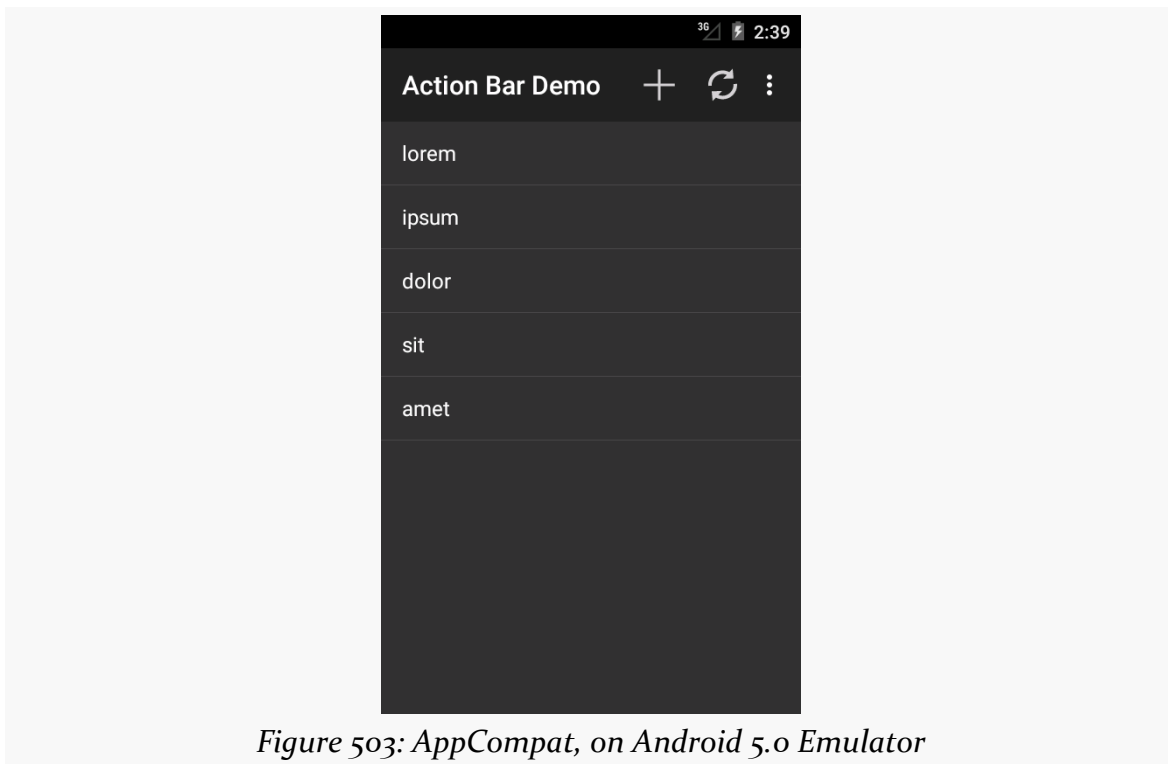 3G 2:39
Action Bar Demo
lorem
ipsum
dolor
sit
amet
Figure 503: AppCompat, on Android 5.0 Emulator